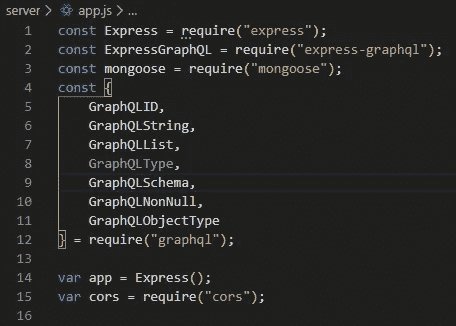 server > app.js > ...
1 const Express = require("express");
2 const ExpressGraphQL = require("express-graphql");
3 const mongoose = require("mongoose");
4 const {
5     GraphQLID,
6     GraphQLString,
7     GraphQLList,
8     GraphQLType,
9     GraphQLSchema,
10     GraphQLNonNull,
11     GraphQLObjectType
12 } = require("graphql");
13
14 var app = Express();
15 var cors = require("cors");
16